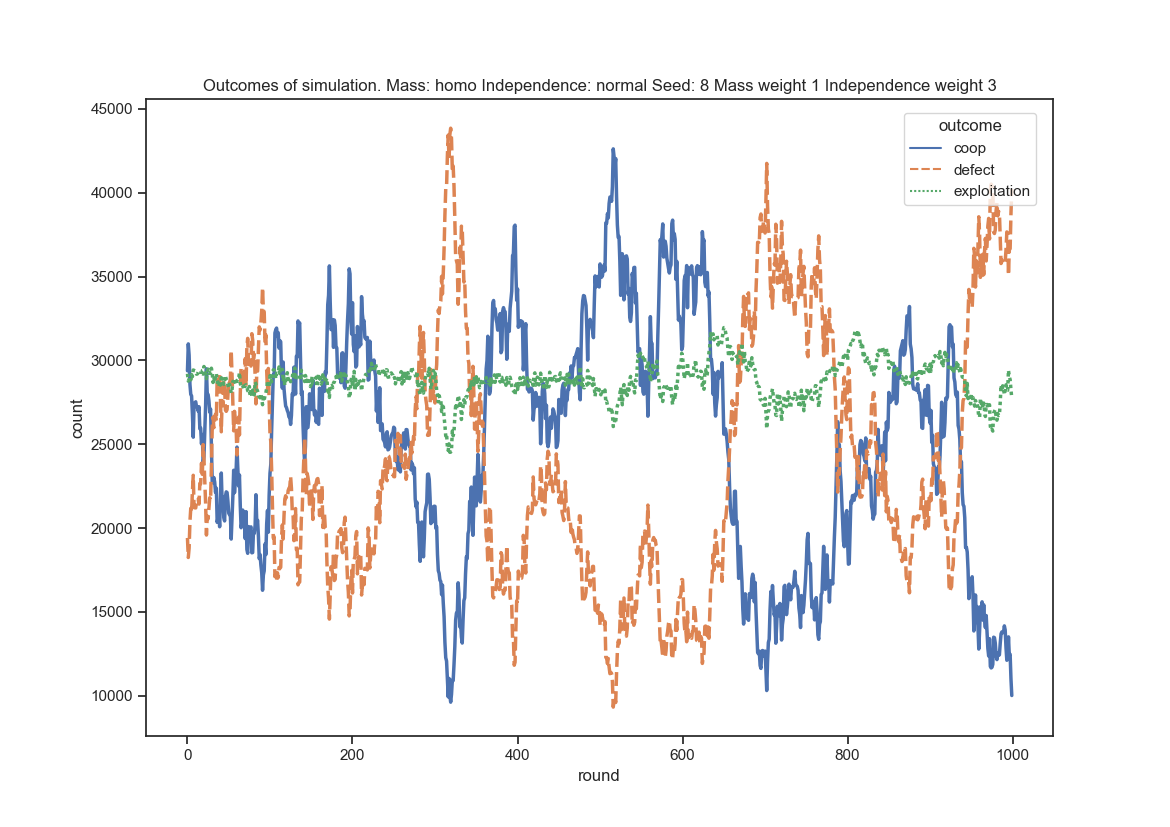 Outcomes of simulation. Mass: homo Independence: normal Seed: 8 Mass weight 1 Independence weight 3
45000
40000
35000
30000
25000
20000
15000
10000
count
outcome
coop
defect
exploitation
0
200
400
600
800
1000
round